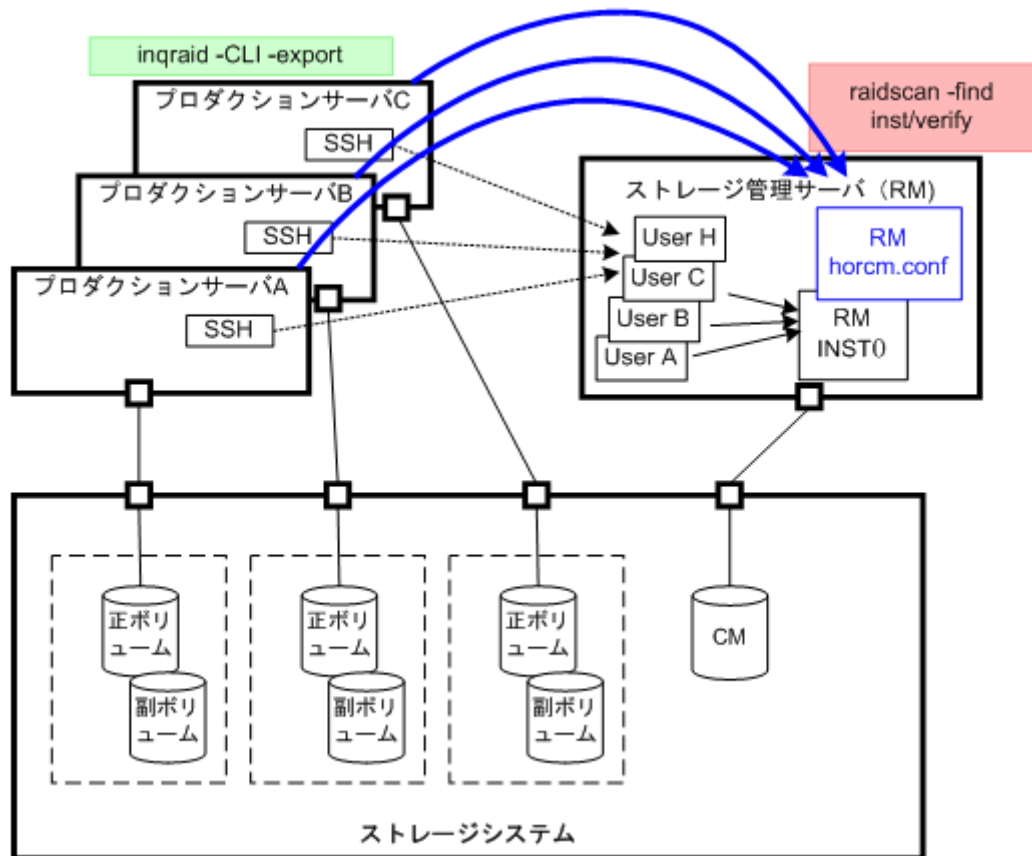 inqraid -CLI -export
プロダクションサーバC
SSH
プロダクションサーバB
SSH
プロダクションサーバA
SSH
raidscan -find
inst/verify
ストレージ管理サーバ（RM）
User H
User C
User B
User A
RM
horcm.conf
RM
INST()
正ボリ
ューム
副ボリ
ューム
正ボリ
ューム
副ボリ
ューム
正ボリ
ューム
副ボリ
ューム
CM
ストレージシステム